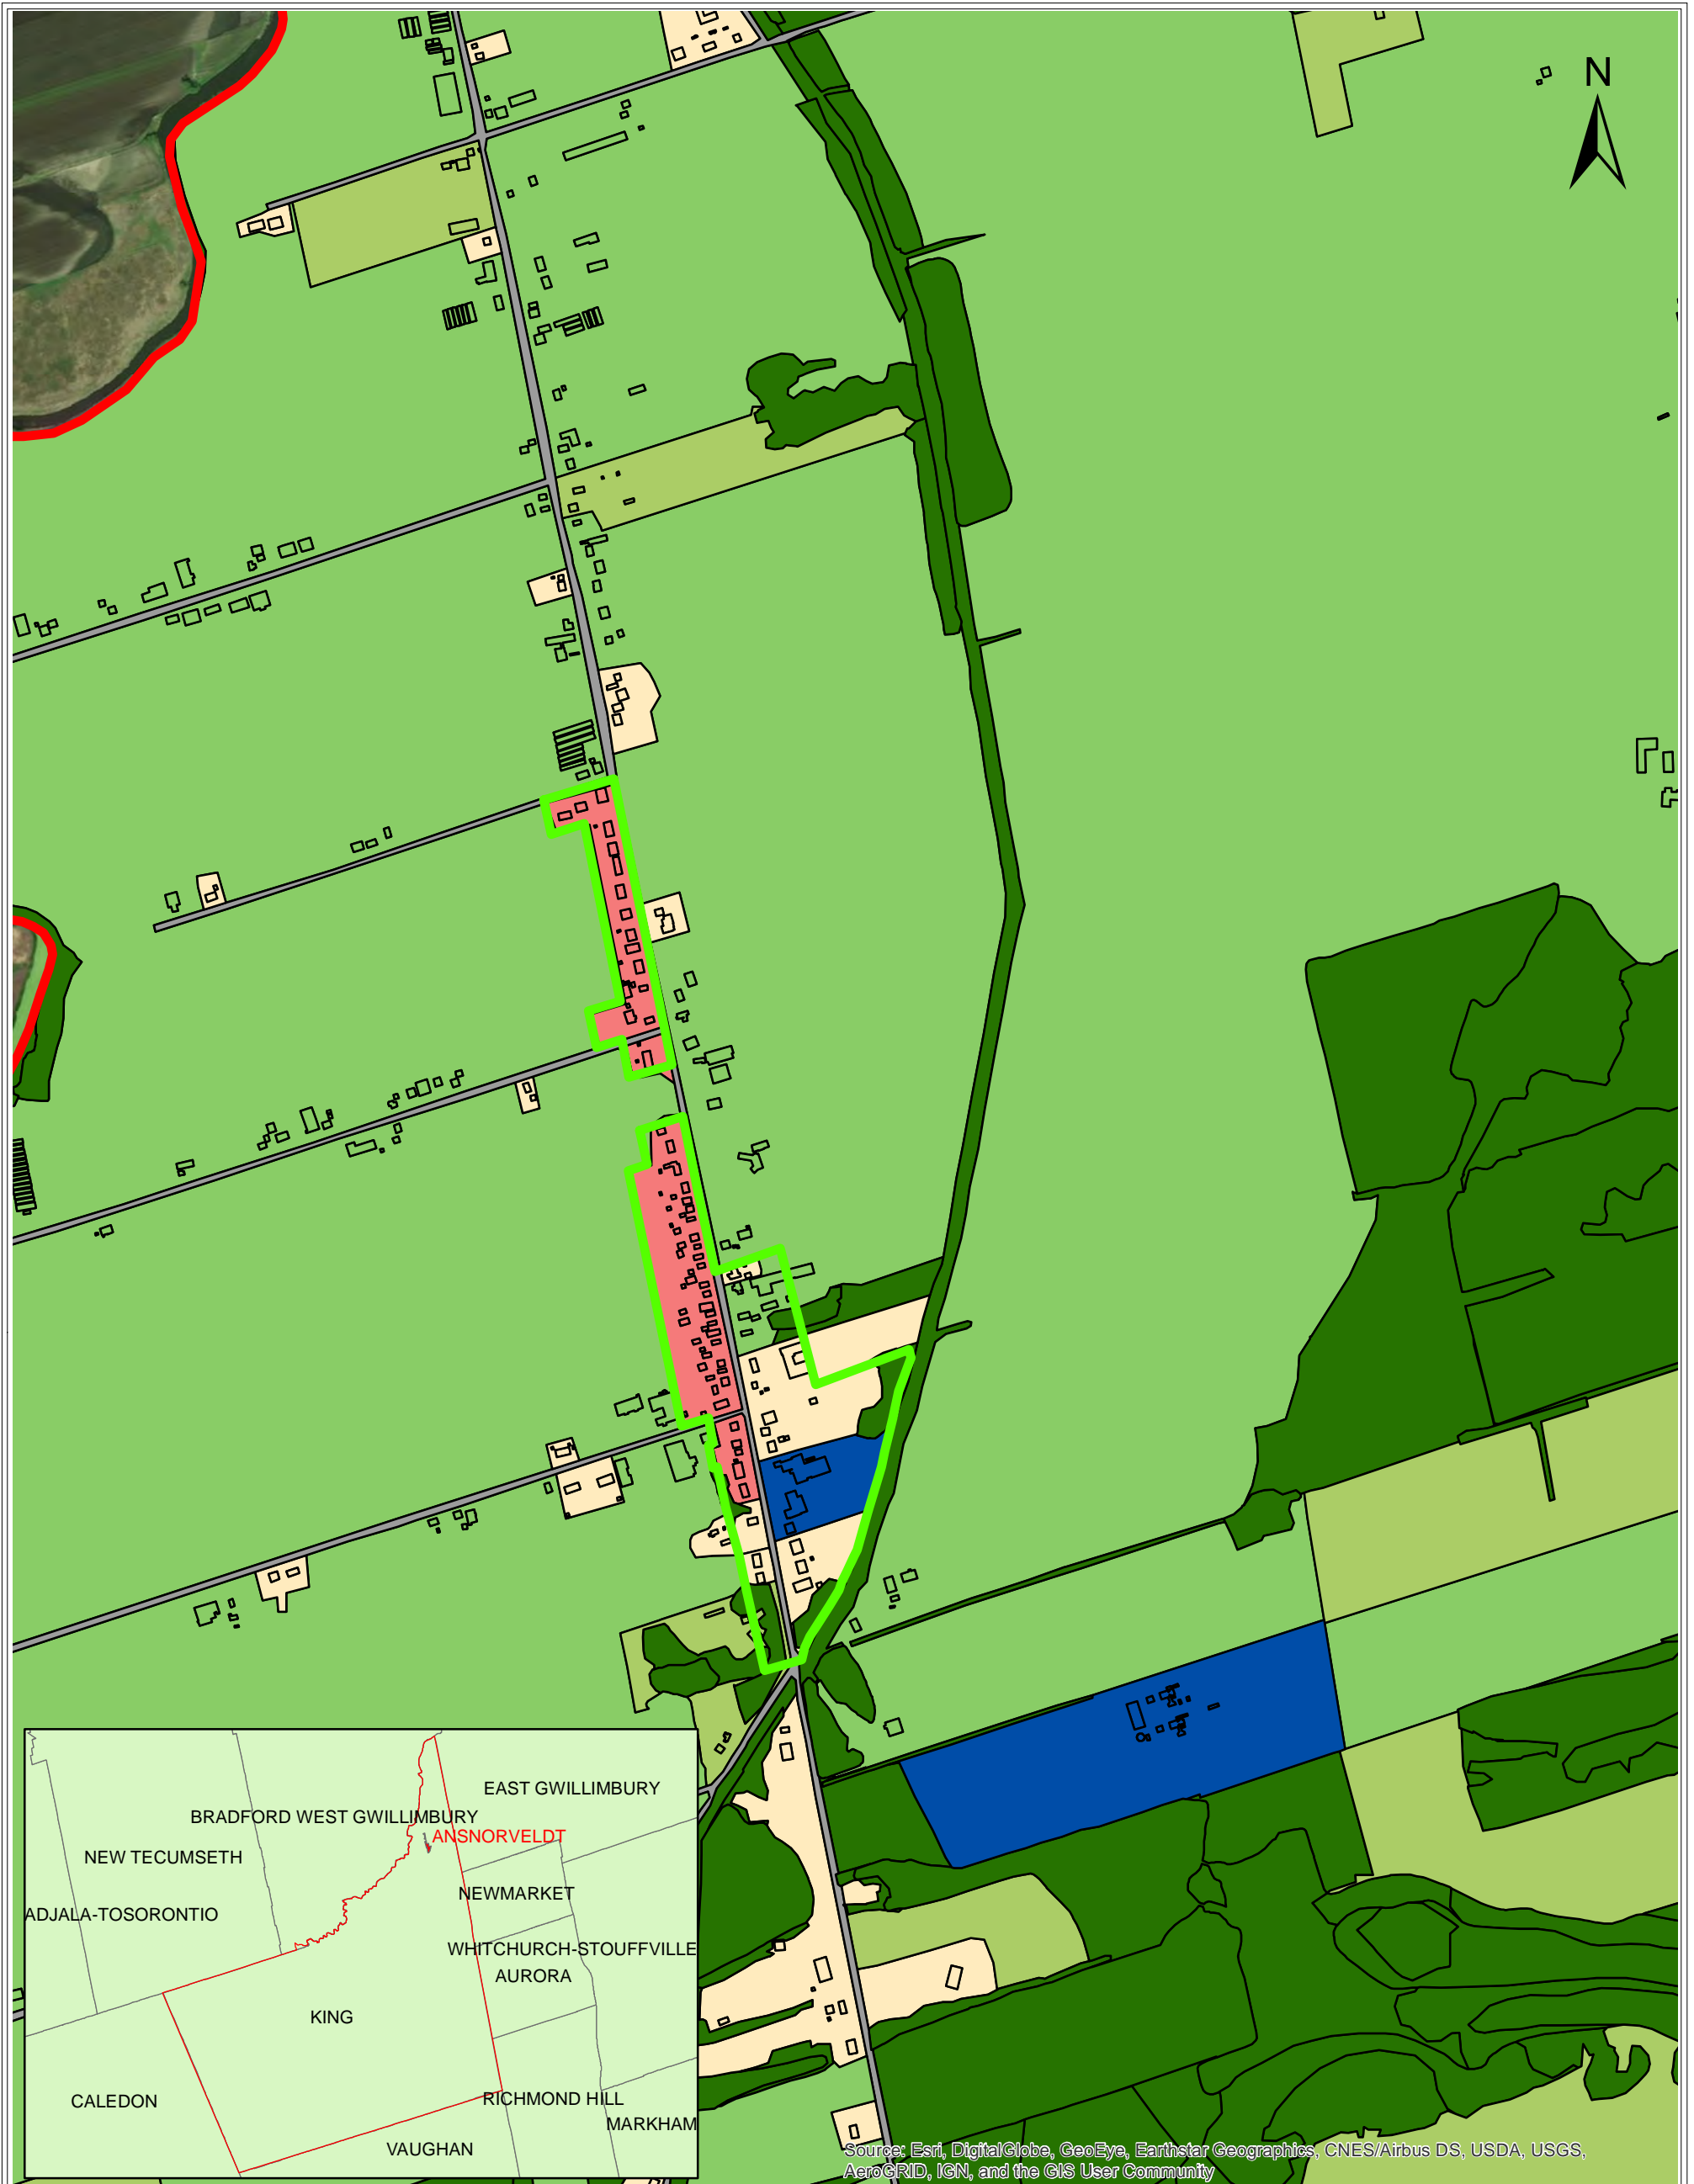 N
EAST GWILLIMBURY
BRADFORD WEST GWILLIMBURY
ANSNORVELDT
NEW TECUMSETH
NEWMARKET
ADJALA-TOSORONTIO
WHITCHURCH-STOUFFVILLE
AURORA
KING
CALEDON
RICHMOND HILL
MARKHAM
VAUGHAN
Source: Esri, DigitalGlobe, GeoEye, Earthstar Geographics, CNES/Airbus DS, USDA, USGS,
AeroGRID, IGN, and the GIS User Community